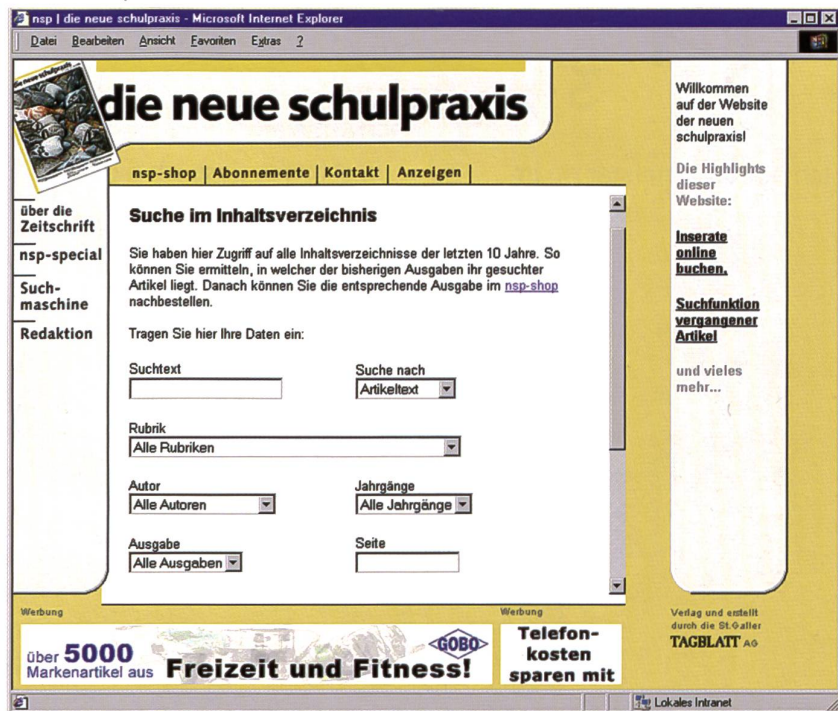 nsp | die neue schulpraxis - Microsoft Internet Explorer
Datei Bearbeiten Ansicht Favoriten Extras ?
die neue schulpraxis
nsp-shop | Abonnemente | Kontakt | Anzeigen |
über die
Zeitschrift
nsp-special
Such-
maschine
Redaktion
Suche im Inhaltsverzeichnis
Sie haben hier Zugriff auf alle Inhaltsverzeichnisse der letzten 10 Jahre. So
können Sie ermitteln, in welcher der bisherigen Ausgaben ihr gesuchter
Artikel liegt. Danach können Sie die entsprechende Ausgabe im nsp-shop
nachbestellen.
Tragen Sie hier Ihre Daten ein:
Suchtext
Suche nach
Artikeltext
Rubrik
Alle Rubriken
Autor
Alle Autoren
Jahrgänge
Alle Jahrgänge
Ausgabe
Alle Ausgaben
Seite
Willkommen
auf der Website
der neuen
schulpraxis!
Die Highlights
dieser
Website:
Inserate
online
buchen.
Suchfunktion
vergangener
Artikel
und vieles
mehr...
Werbung
über 5000
Markenartikel aus
Freizeit und Fitness!
GOBO
Werbung
Telefon-
kosten
sparen mit
Verlag und erstellt
durch die St.Galler
TAGBLATT AG
Lokales Intranet